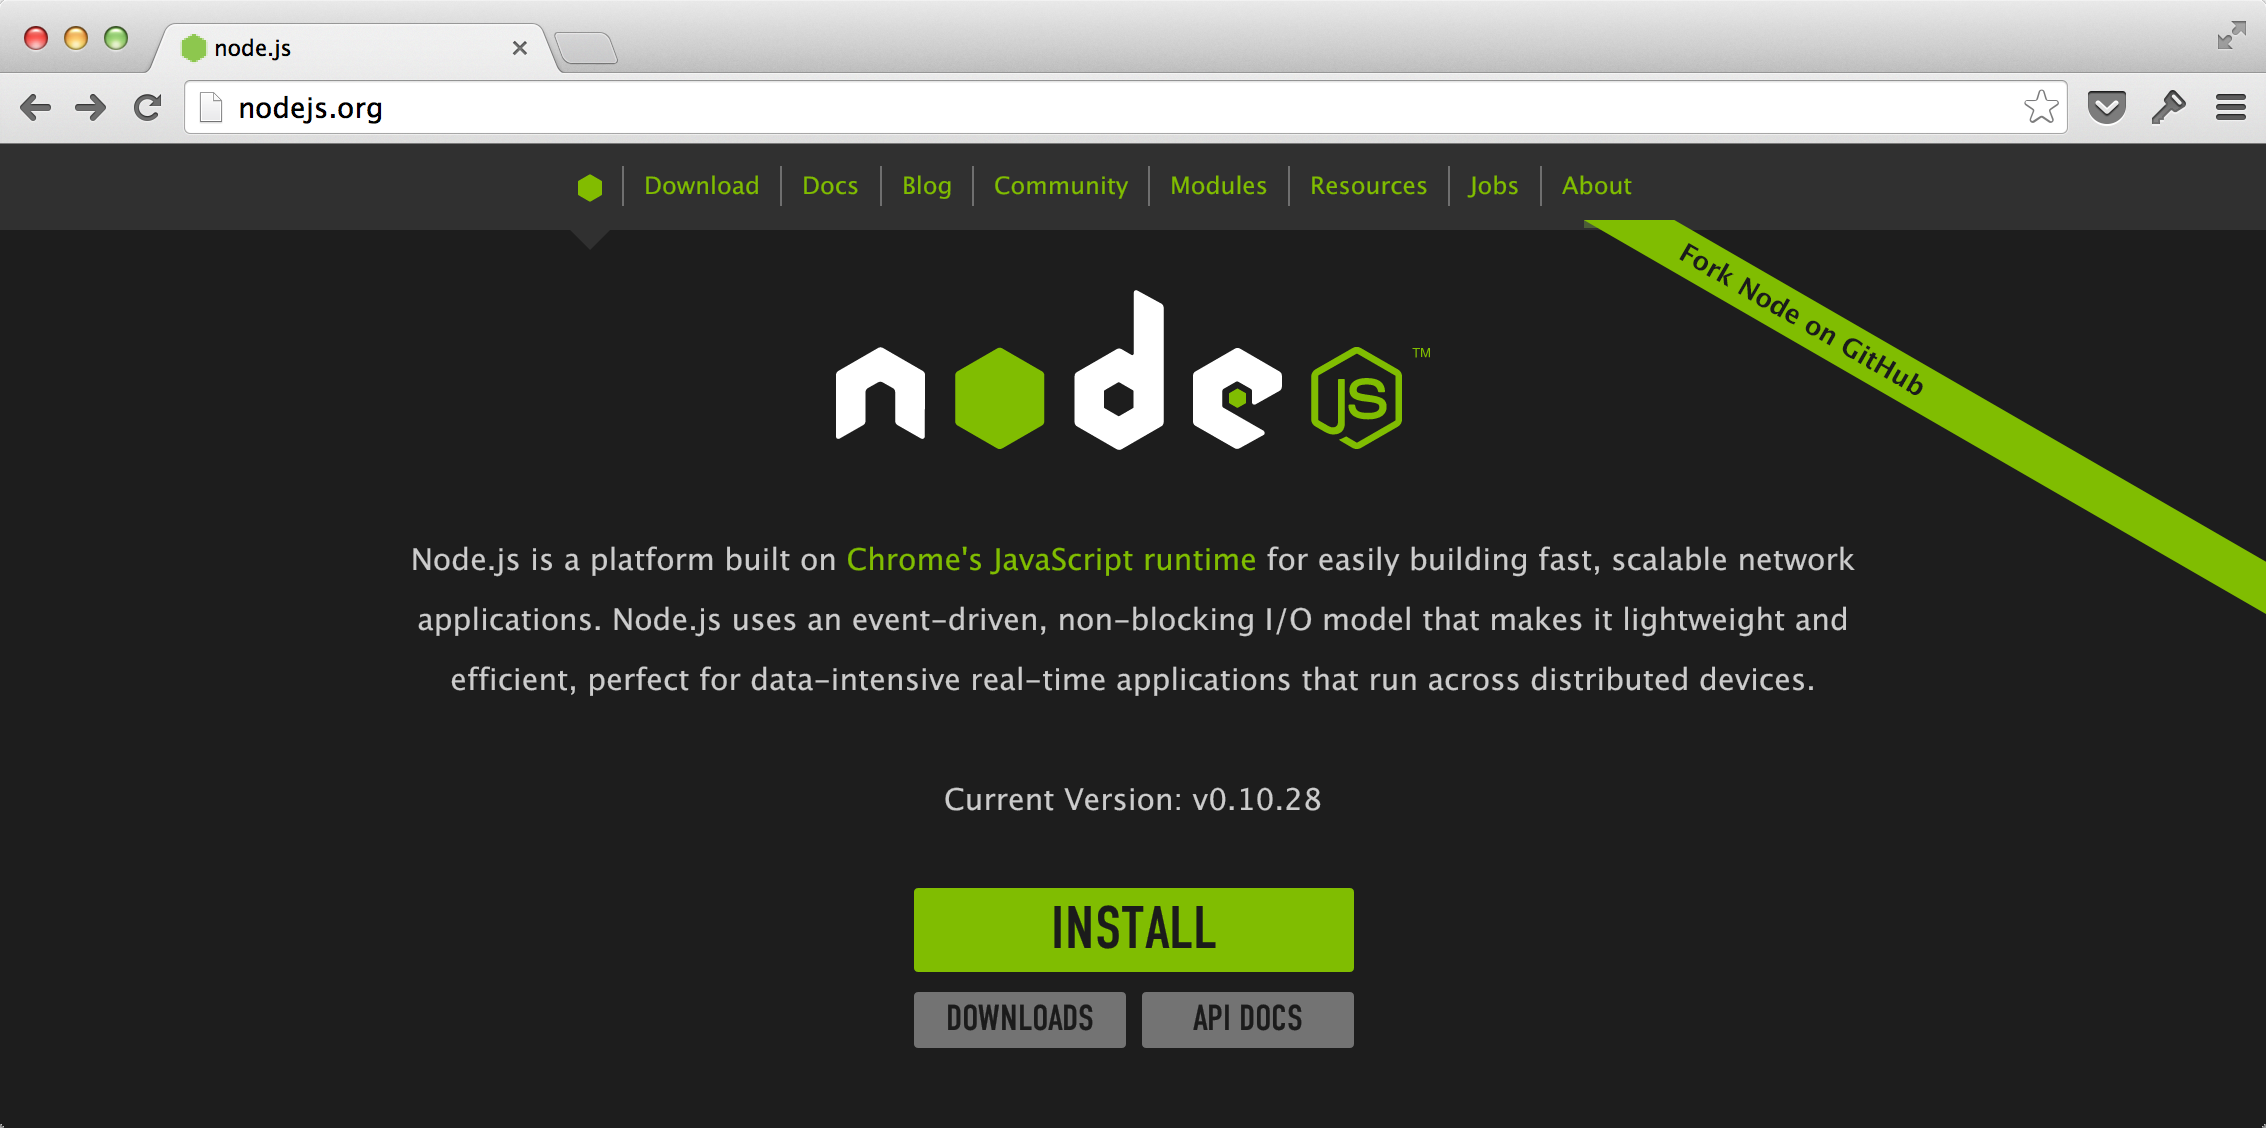 node.js
nodejs.org
Download Docs Blog Community Modules Resources Jobs About
Fork Node on GitHub
node JS ™
Node.js is a platform built on Chrome's JavaScript runtime for easily building fast, scalable network
applications. Node.js uses an event-driven, non-blocking I/O model that makes it lightweight and
efficient, perfect for data-intensive real-time applications that run across distributed devices.
Current Version: v0.10.28
INSTALL
DOWNLOADS API DOCS